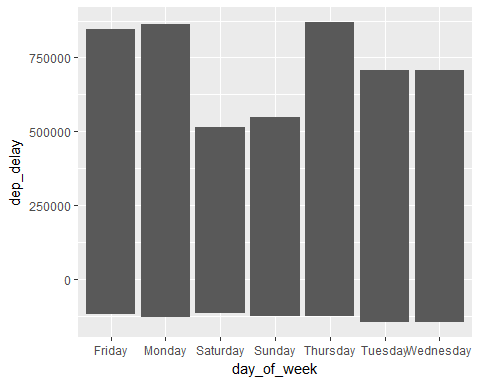 750000
500000
250000
0
dep_delay
Friday Monday Saturday Sunday Thursday Tuesday Wednesday
day_of_week